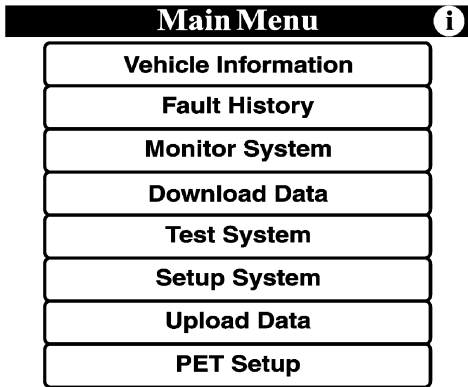 Main Menu i
Vehicle Information
Fault History
Monitor System
Download Data
Test System
Setup System
Upload Data
PET Setup